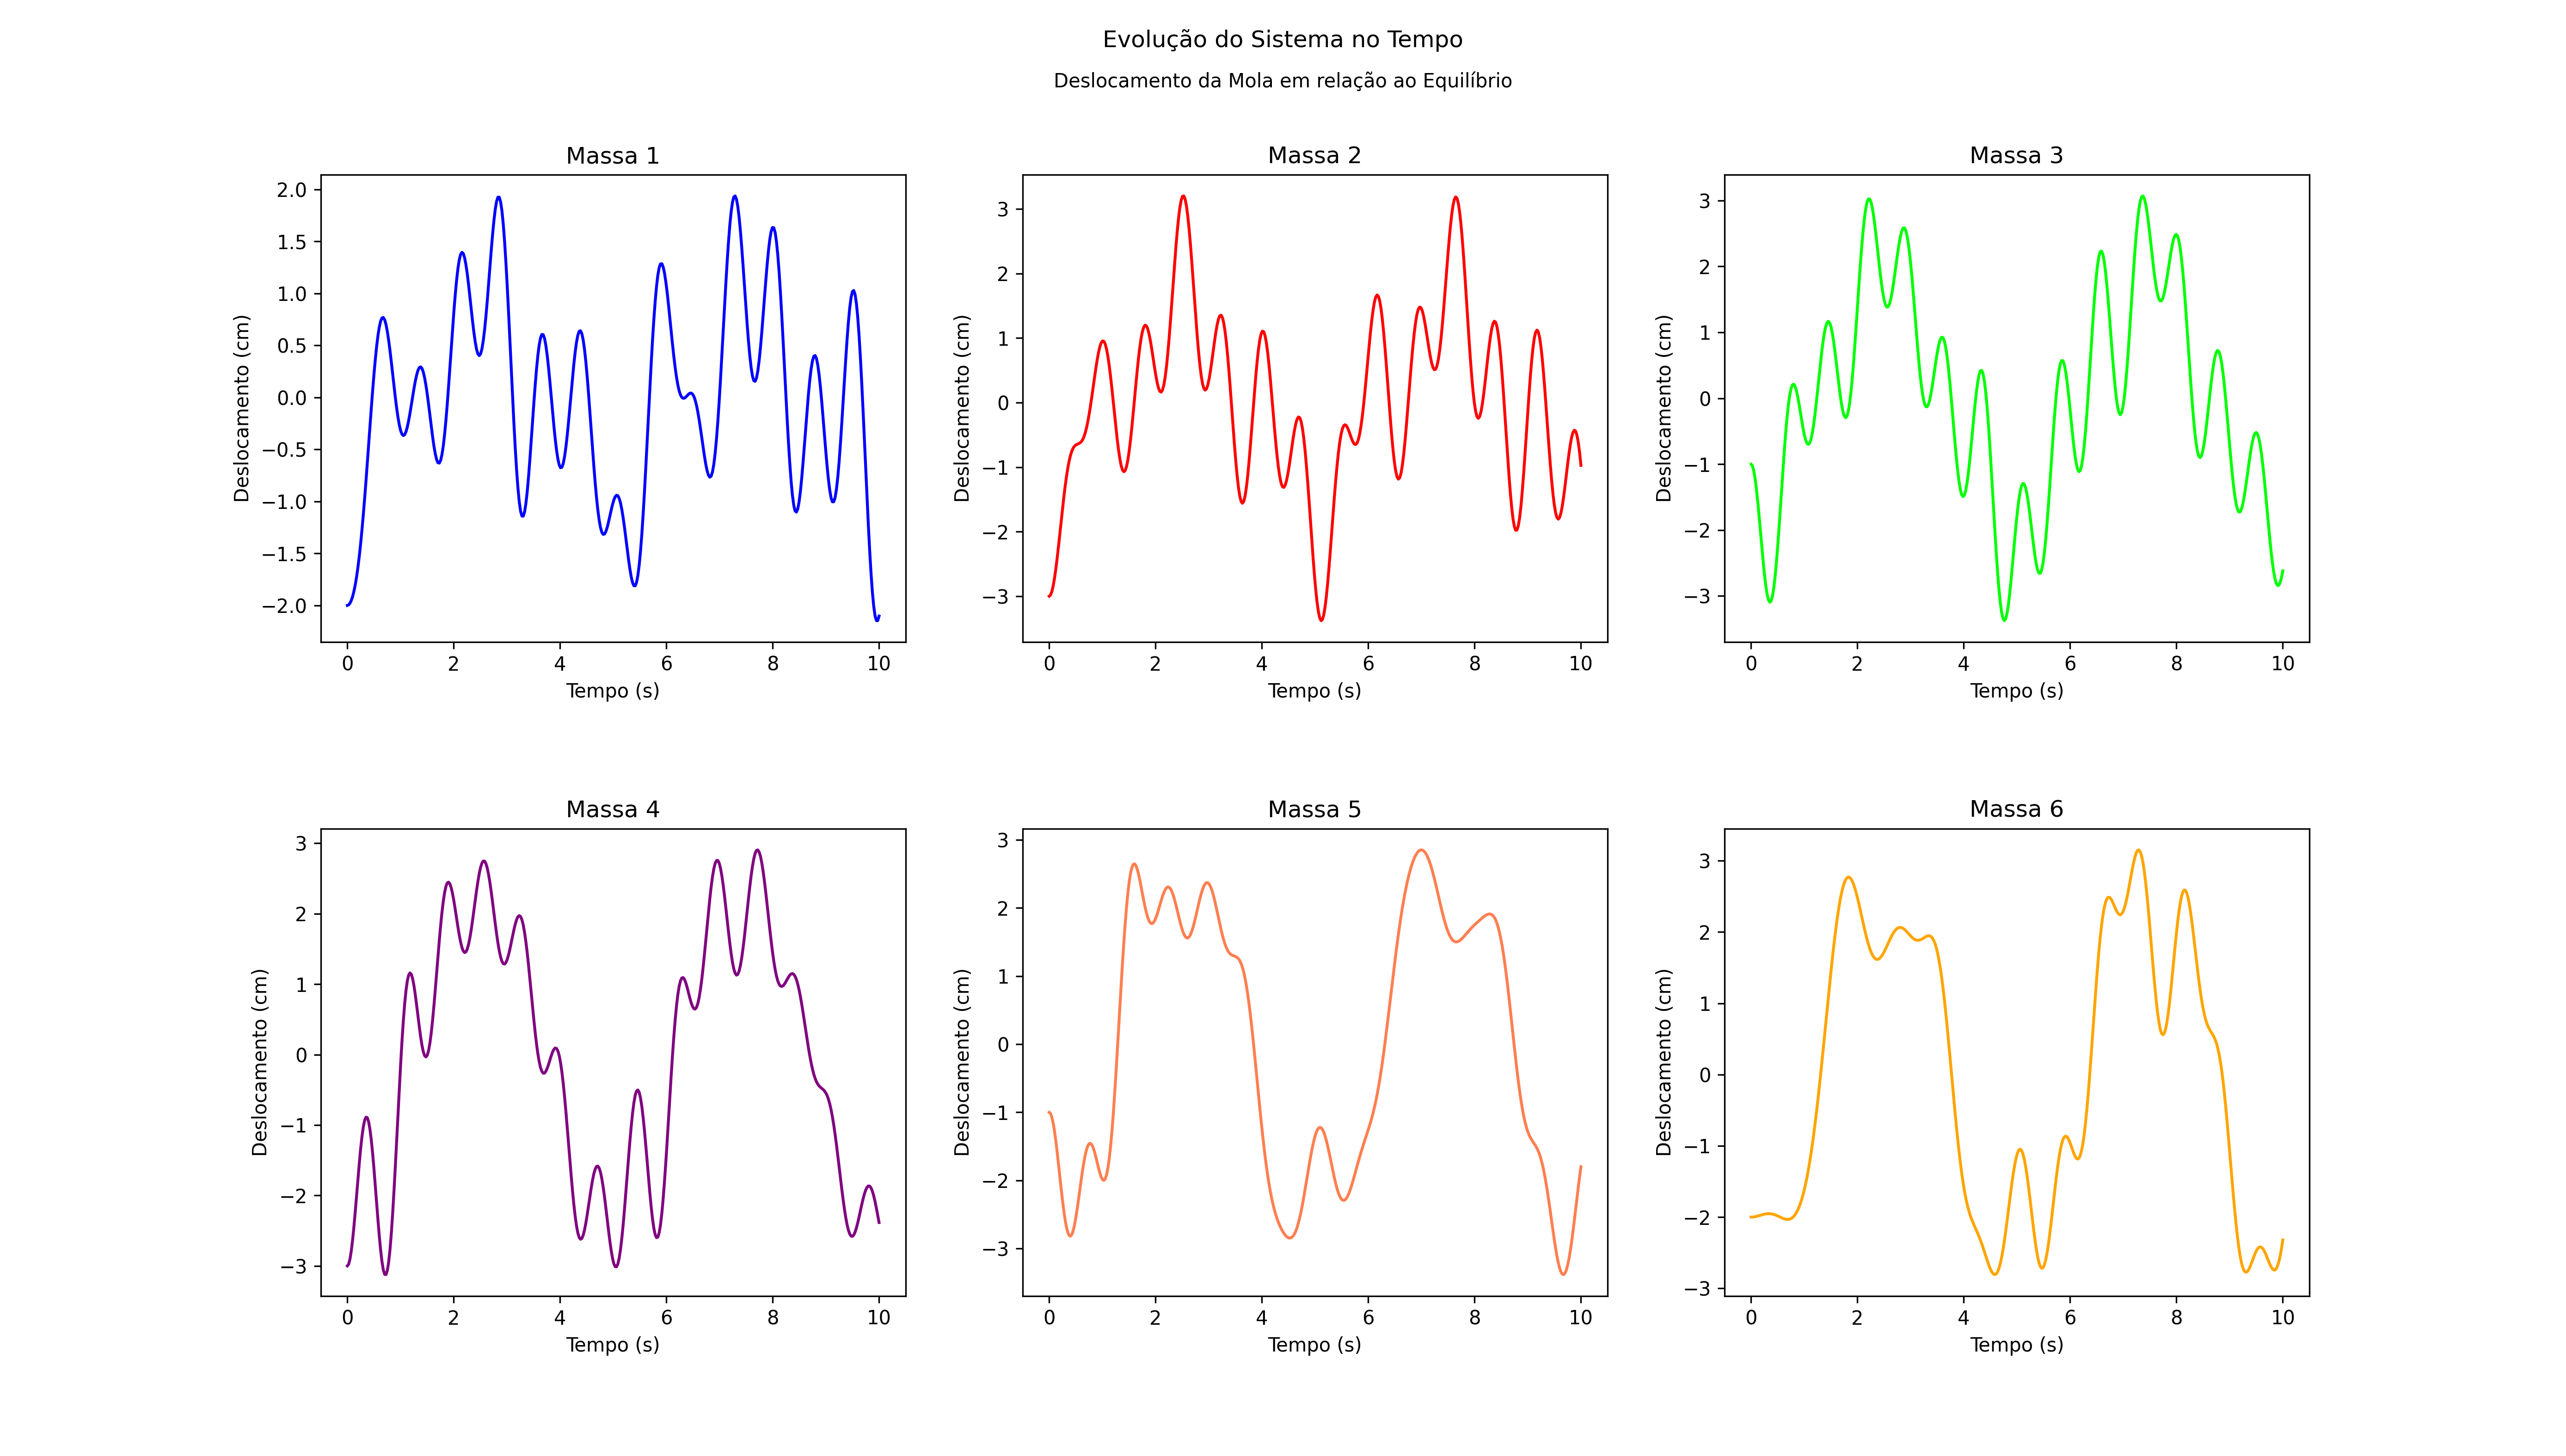 Evolução do Sistema no Tempo
Deslocamento da Mola em relação ao Equilíbrio
Massa 1
Deslocamento (cm)
2.0
1.5
1.0
0.5
0.0
−0.5
−1.0
−1.5
−2.0
0 2 4 6 8 10
Tempo (s)
Massa 2
Deslocamento (cm)
3
2
1
0
−1
−2
−3
0 2 4 6 8 10
Tempo (s)
Massa 3
Deslocamento (cm)
3
2
1
0
−1
−2
−3
0 2 4 6 8 10
Tempo (s)
Massa 4
Deslocamento (cm)
3
2
1
0
−1
−2
−3
0 2 4 6 8 10
Tempo (s)
Massa 5
Deslocamento (cm)
3
2
1
0
−1
−2
−3
0 2 4 6 8 10
Tempo (s)
Massa 6
Deslocamento (cm)
3
2
1
0
−1
−2
−3
0 2 4 6 8 10
Tempo (s)